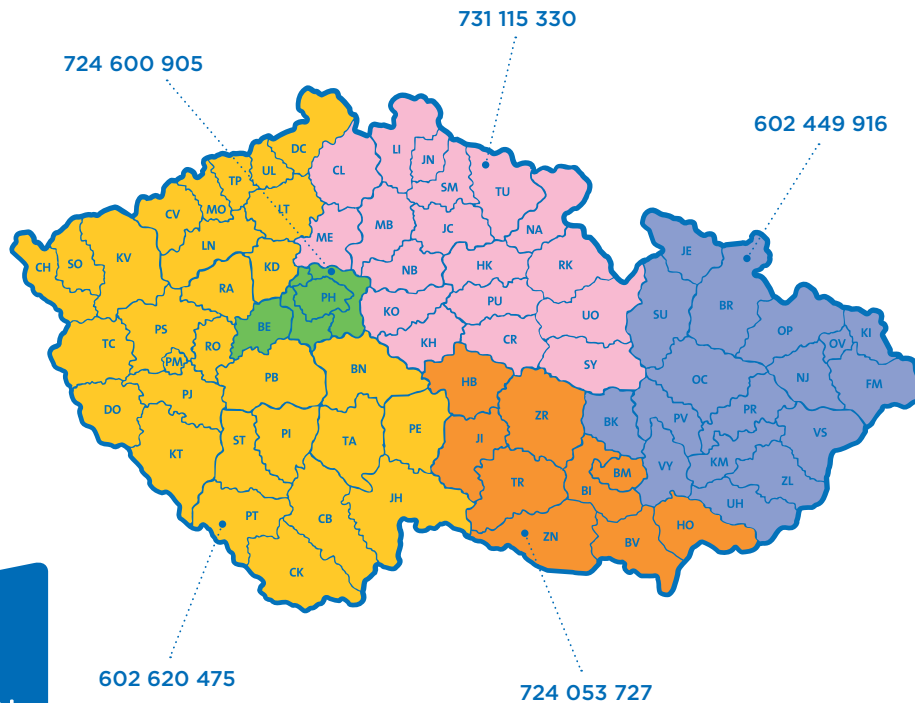 731 115 330
724 600 905
602 449 916
DC
LI
JN
UL
TP
CL
SM
TU
MO
LT
CV
ME
MB
JC
NA
LN
JE
CH
SO
KV
KD
NB
HK
RK
RA
PH
BR
KO
PU
UO
SU
BE
OP
KI
TC
PS
RO
KH
CR
OV
PM
SY
FM
PB
BN
HB
OC
NJ
PJ
DO
ZR
PR
BK
PV
VS
ST
PI
TA
PE
JI
KT
KM
VY
BM
TR
BI
ZL
JH
UH
PT
CB
HO
ZN
BV
CK
602 620 475
724 053 727